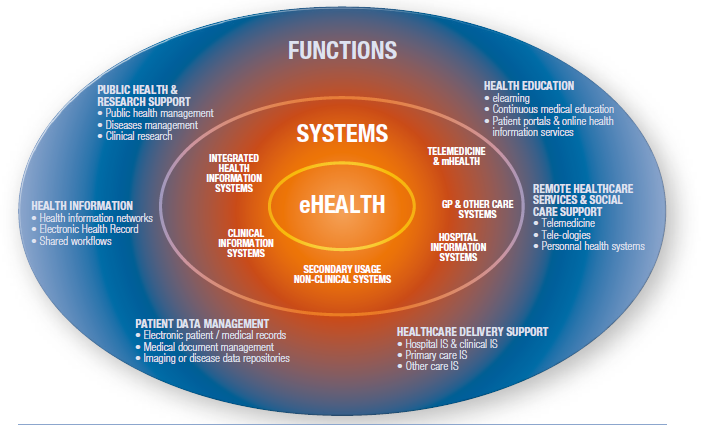 FUNCTIONS
PUBLIC HEALTH &
RESEARCH SUPPORT
• Public health management
• Diseases management
• Clinical research
HEALTH EDUCATION
• elearning
• Continuous medical education
• Patient portals & online health
information services
SYSTEMS
INTEGRATED
HEALTH
INFORMATION
SYSTEMS
TELEMEDICINE
& mHEALTH
eHEALTH
HEALTH INFORMATION
• Health information networks
• Electronic Health Record
• Shared workflows
GP & OTHER CARE
SYSTEMS
REMOTE HEALTHCARE
SERVICES & SOCIAL
CARE SUPPORT
• Telemedicine
• Tele-ologies
• Personnal health systems
CLINICAL
INFORMATION
SYSTEMS
HOSPITAL
INFORMATION
SYSTEMS
SECONDARY USAGE
NON-CLINICAL SYSTEMS
PATIENT DATA MANAGEMENT
• Electronic patient / medical records
• Medical document management
• Imaging or disease data repositories
HEALTHCARE DELIVERY SUPPORT
• Hospital IS & clinical IS
• Primary care IS
• Other care IS